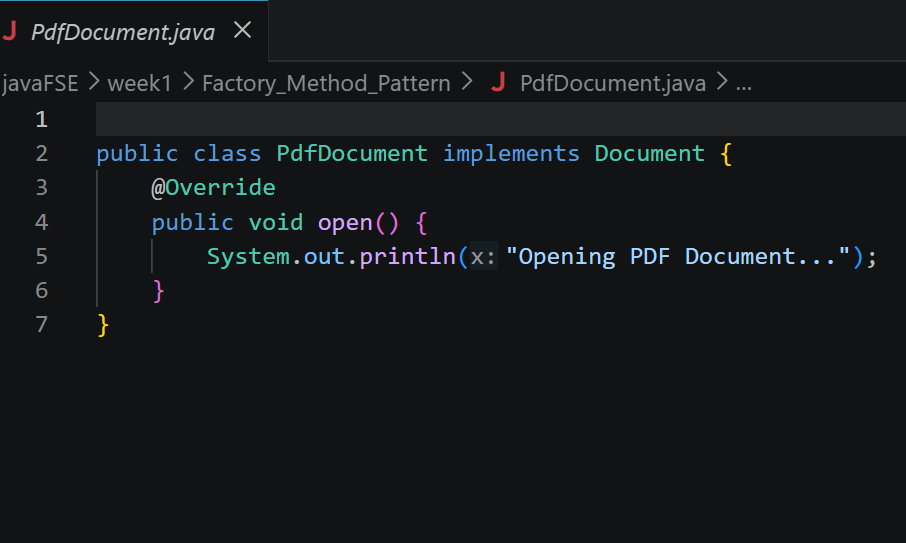 J PdfDocument.java ×
javaFSE > week1 > Factory_Method_Pattern > J PdfDocument.java > ...
1
2 public class PdfDocument implements Document {
3     @Override
4     public void open() {
5         System.out.println(x: "Opening PDF Document...");
6     }
7 }